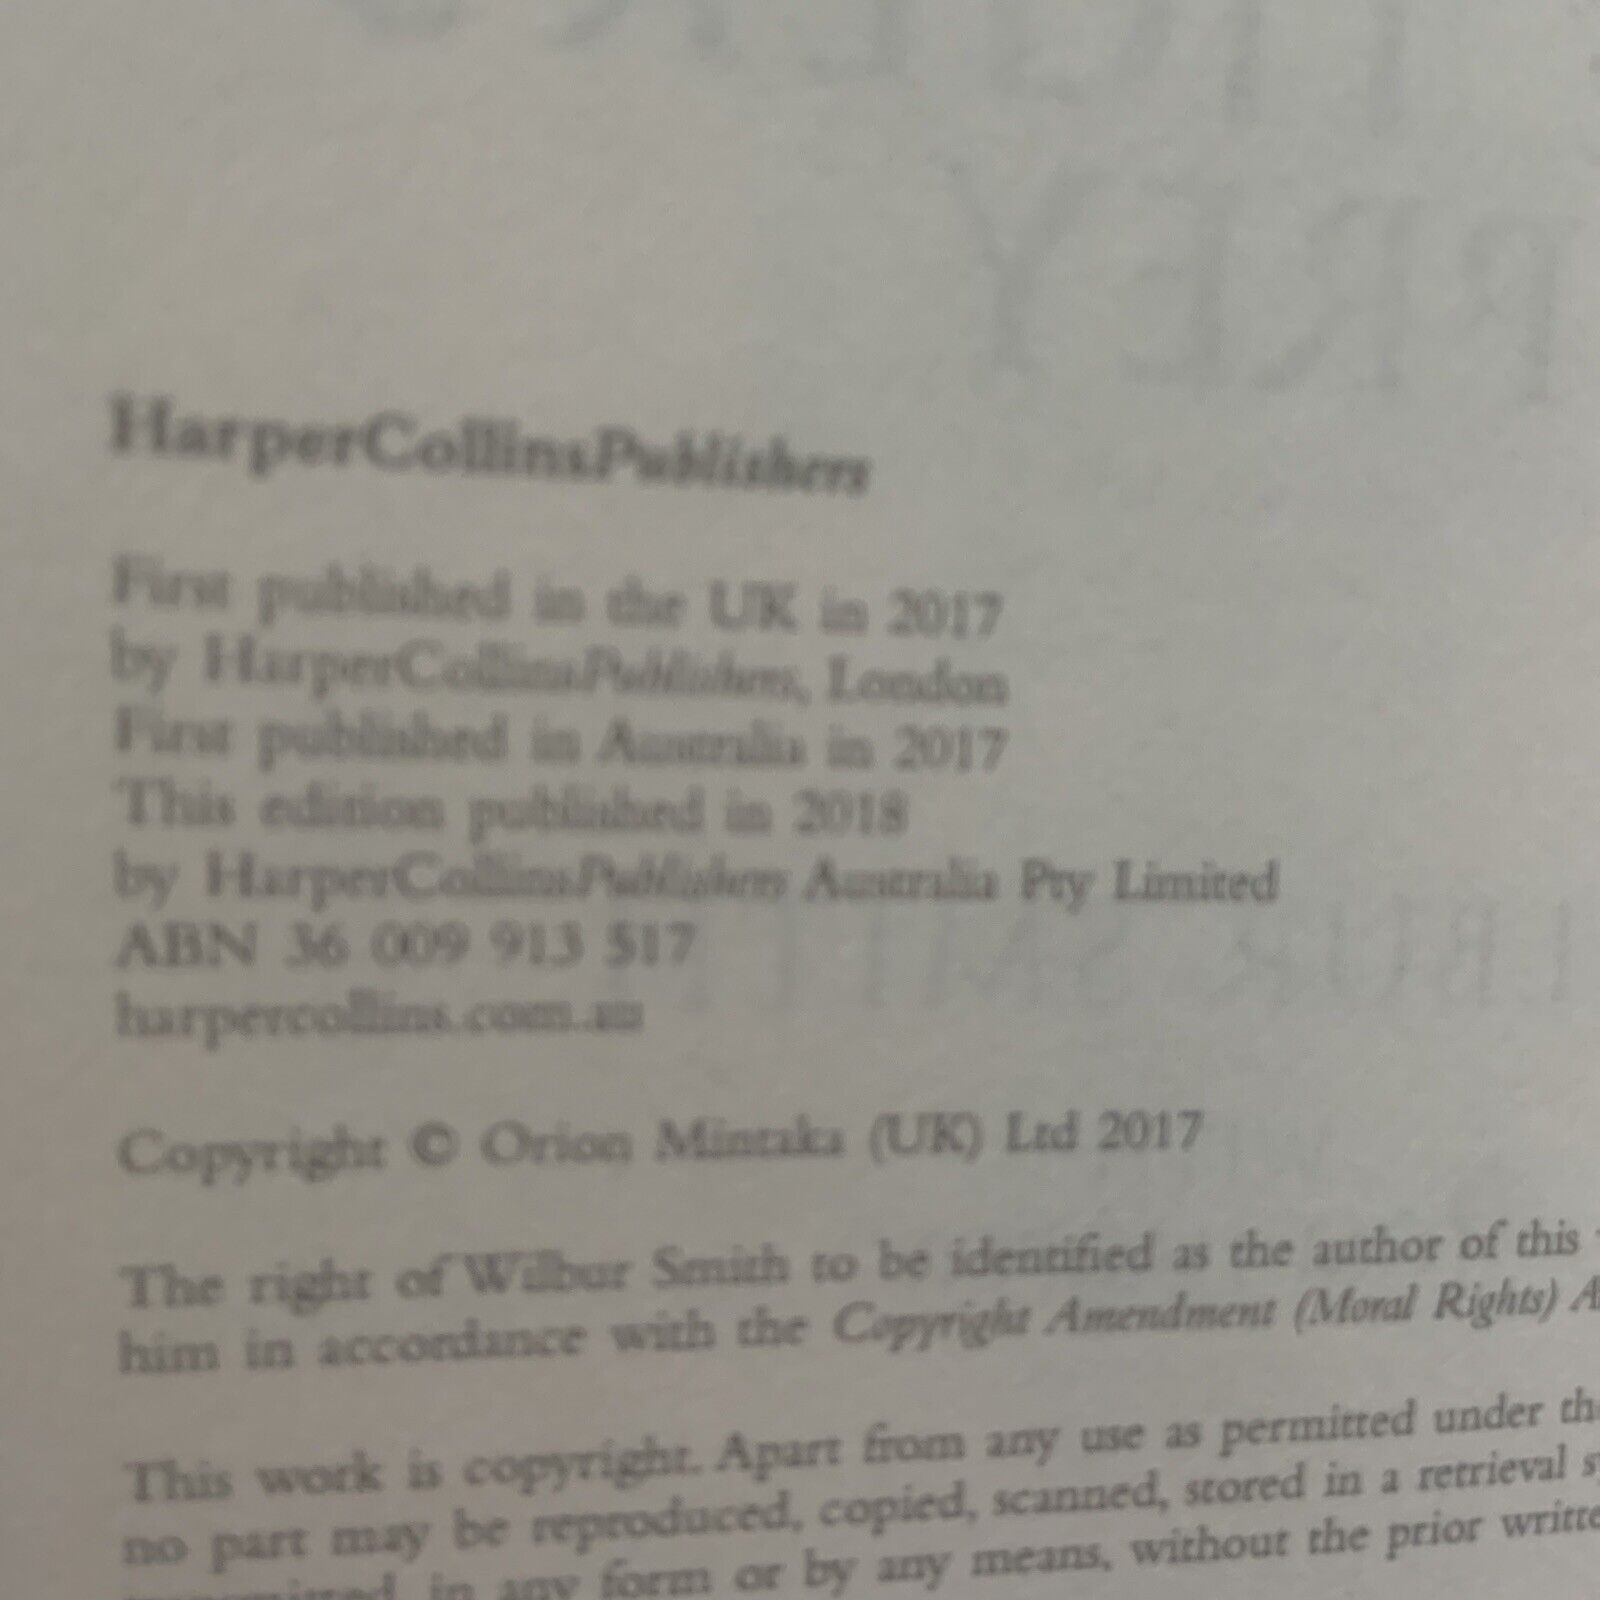 HarperCollinsPublishers
First published in the UK in 2017
by HarperCollinsPublishers, London
First published in Australia in 2017
This edition published in 2018
by HarperCollinsPublishers Australia Pty Limited
ABN 36 009 913 517
harpercollins.com.au
Copyright © Orion Mintaka (UK) Ltd 2017
The right of Wilbur Smith to be identified as the author of this
him in accordance with the Copyright Amendment (Moral Rights)
This work is copyright. Apart from any use as permitted under the
no part may be reproduced, copied, scanned, stored in a retrieval
in any form or by any means, without the prior